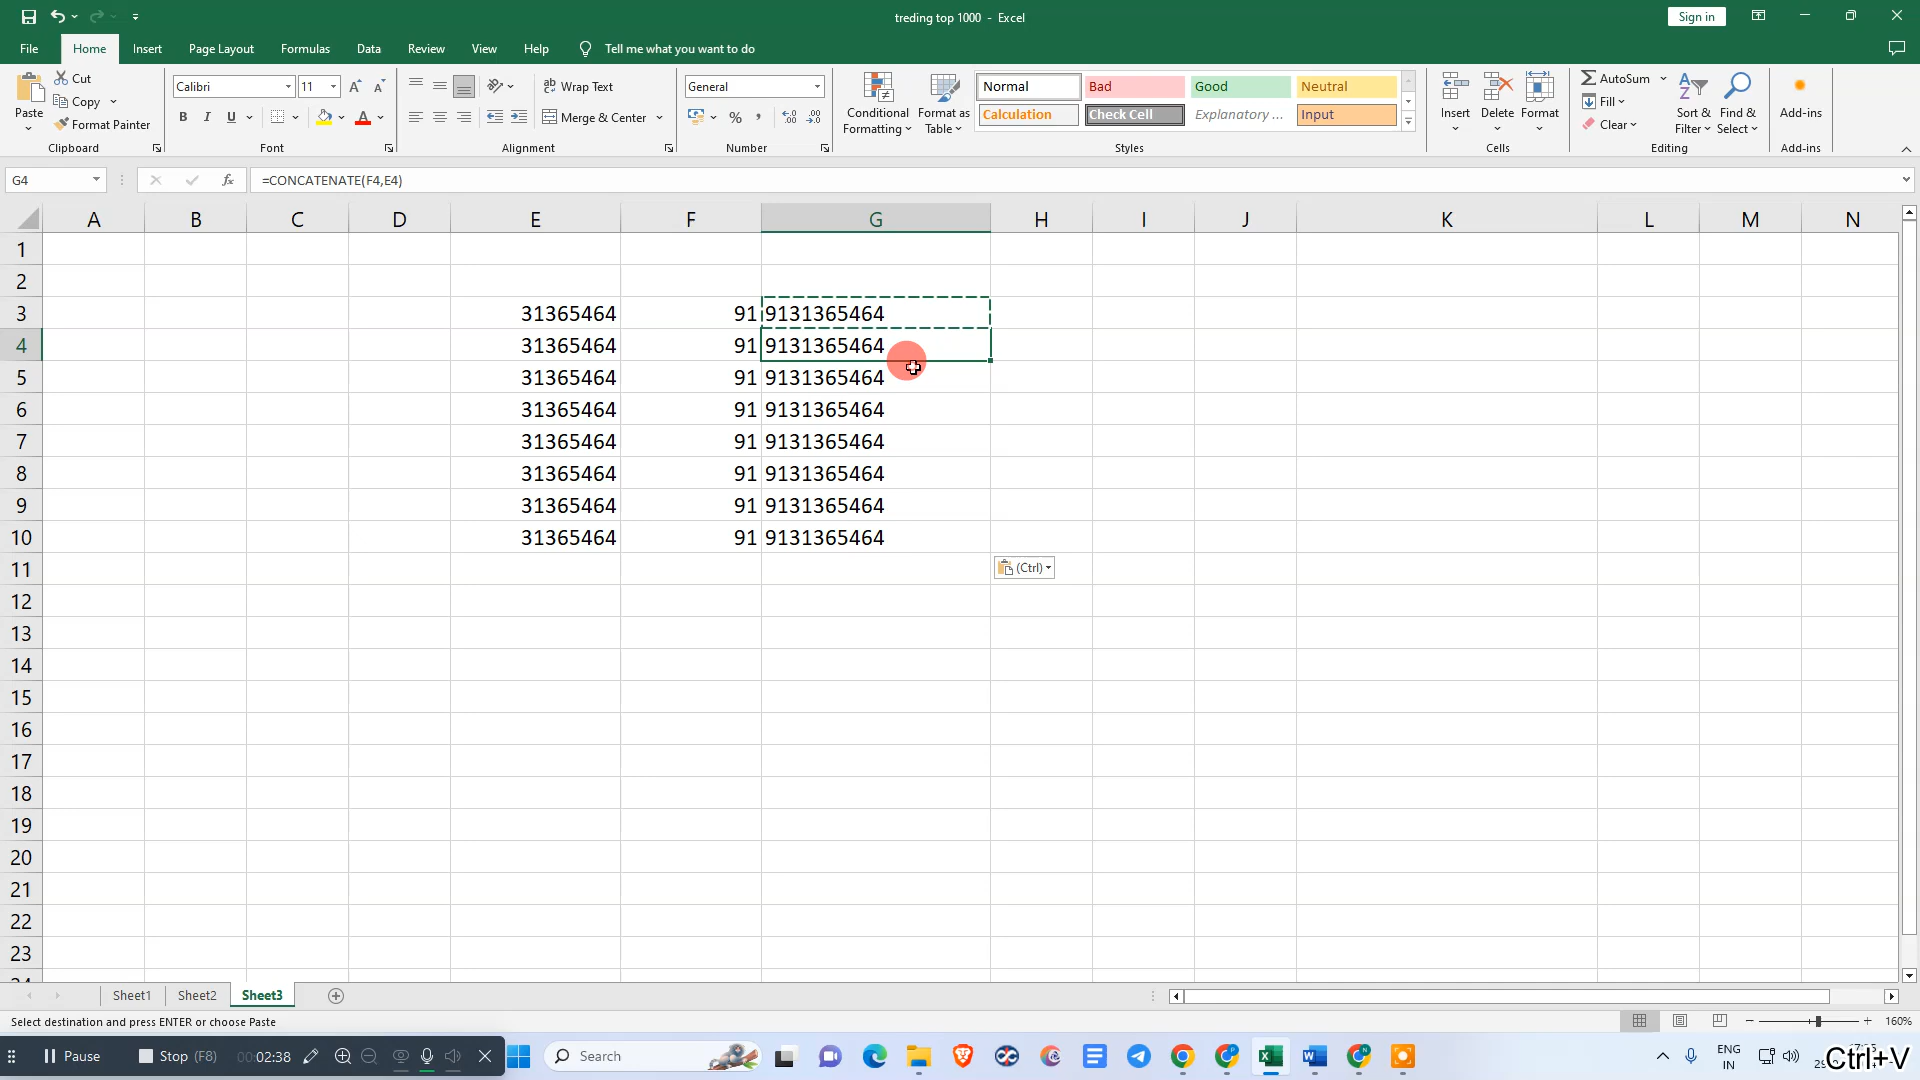 treding top 1000 - Excel
Sign in
File Home Insert Page Layout Formulas Data Review View Help Tell me what you want to do
Paste Cut Copy Format Painter Clipboard
Calibri 11 B I U A Font
ab Wrap Text Merge & Center Alignment
General % Number
Conditional Formatting Format as Table
Normal Bad Good Neutral
Calculation Check Cell Explanatory ... Input
Styles
Insert Delete Format Cells
AutoSum Fill Clear Sort & Filter Find & Select Editing
Add-ins Add-ins
G4 fx =CONCATENATE(F4,E4)
A B C D E F G H I J K L M N
1
2
3 31365464 91 9131365464
4 31365464 91 9131365464
5 31365464 91 9131365464
6 31365464 91 9131365464
7 31365464 91 9131365464
8 31365464 91 9131365464
9 31365464 91 9131365464
10 31365464 91 9131365464
11 (Ctrl)
12
13
14
15
16
17
18
19
20
21
22
23
Sheet1 Sheet2 Sheet3
Select destination and press ENTER or choose Paste 160%
Pause Stop (F8) 00:02:38 Search ENG IN Ctrl+V